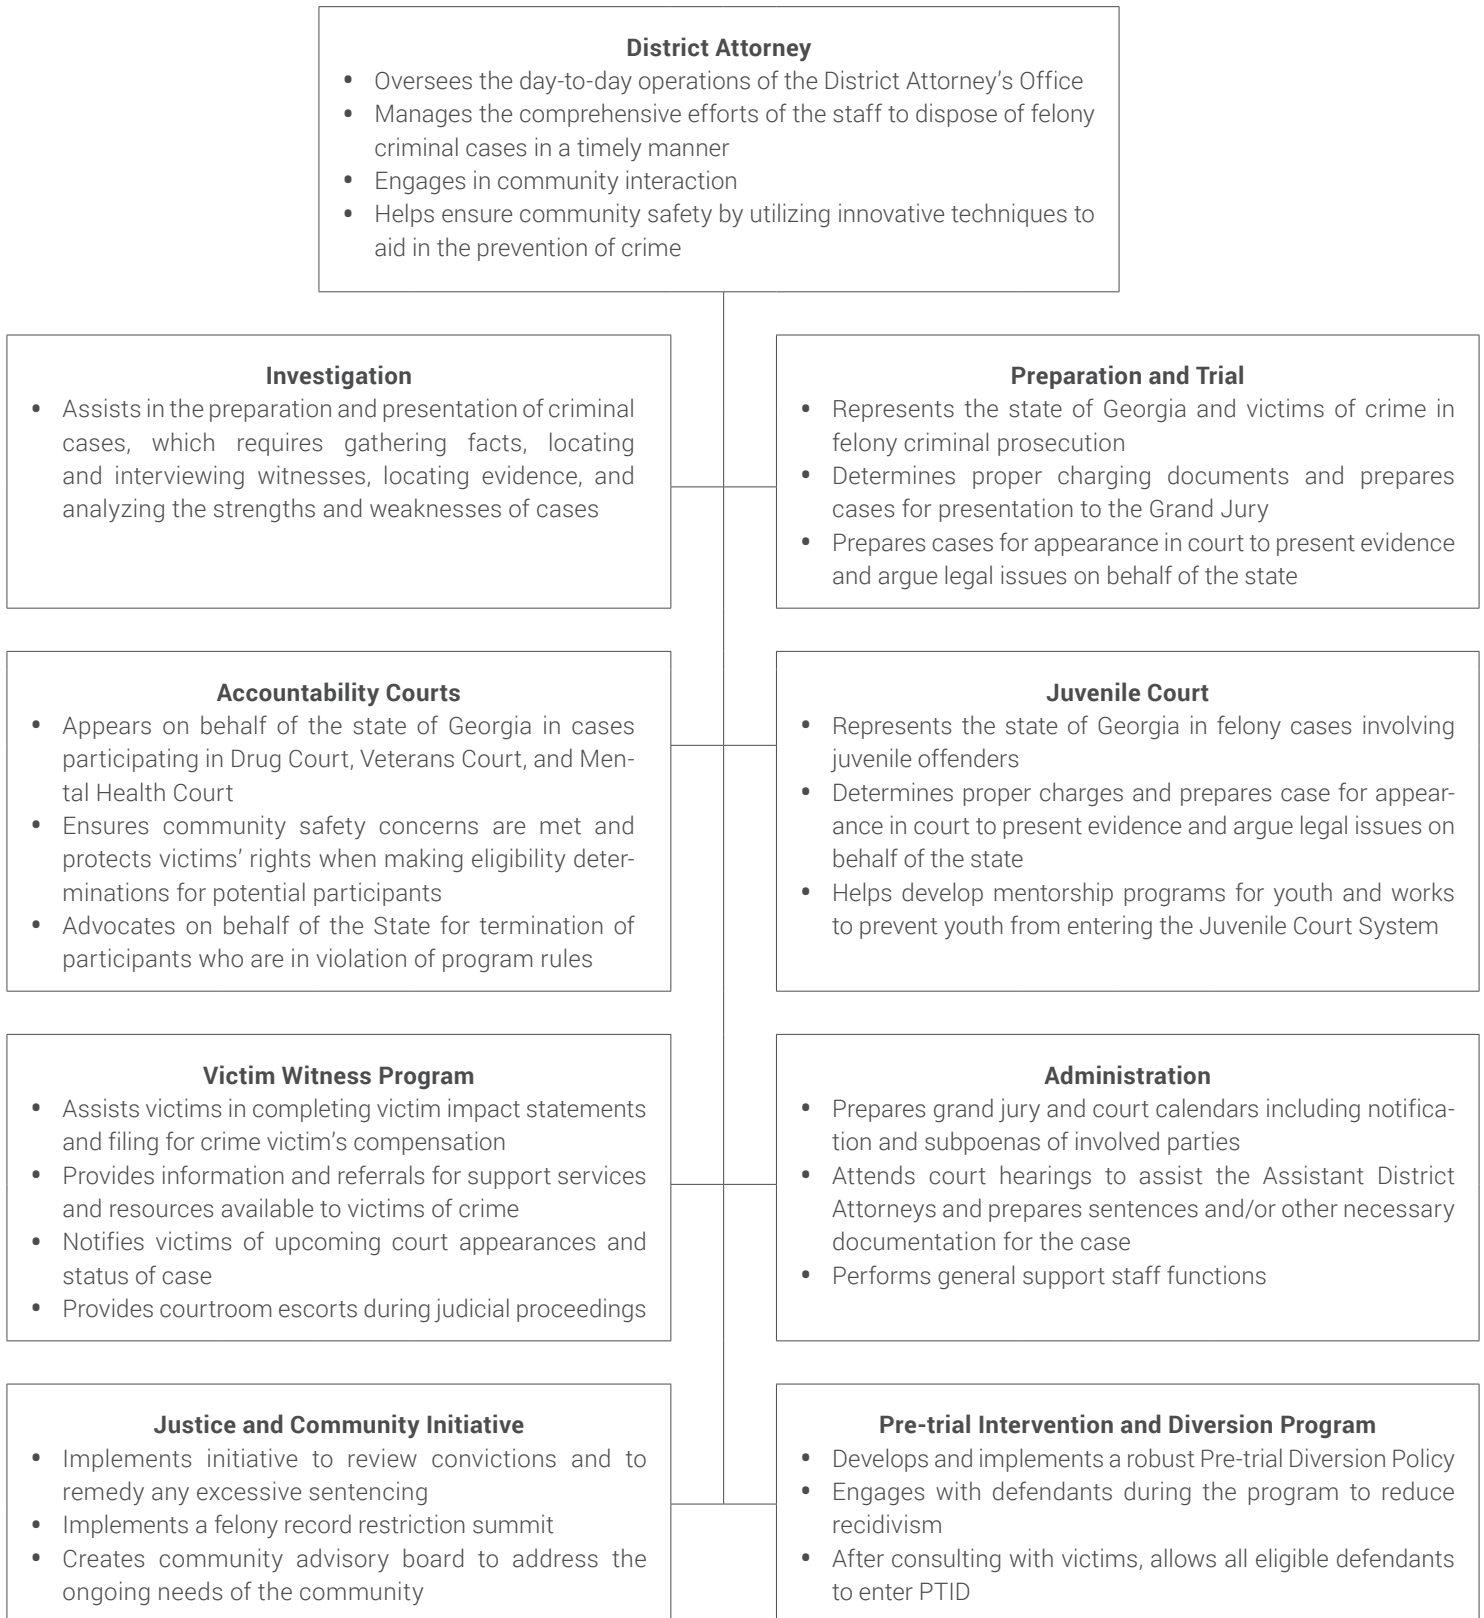 District Attorney
• Oversees the day-to-day operations of the District Attorney's Office
• Manages the comprehensive efforts of the staff to dispose of felony
criminal cases in a timely manner
• Engages in community interaction
• Helps ensure community safety by utilizing innovative techniques to
aid in the prevention of crime
Investigation
• Assists in the preparation and presentation of criminal
cases, which requires gathering facts, locating
and interviewing witnesses, locating evidence, and
analyzing the strengths and weaknesses of cases
Preparation and Trial
• Represents the state of Georgia and victims of crime in
felony criminal prosecution
• Determines proper charging documents and prepares
cases for presentation to the Grand Jury
• Prepares cases for appearance in court to present evidence
and argue legal issues on behalf of the state
Accountability Courts
• Appears on behalf of the state of Georgia in cases
participating in Drug Court, Veterans Court, and Men-
tal Health Court
• Ensures community safety concerns are met and
protects victims' rights when making eligibility deter-
minations for potential participants
• Advocates on behalf of the State for termination of
participants who are in violation of program rules
Juvenile Court
• Represents the state of Georgia in felony cases involving
juvenile offenders
• Determines proper charges and prepares case for appear-
ance in court to present evidence and argue legal issues on
behalf of the state
• Helps develop mentorship programs for youth and works
to prevent youth from entering the Juvenile Court System
Victim Witness Program
• Assists victims in completing victim impact statements
and filing for crime victim's compensation
• Provides information and referrals for support services
and resources available to victims of crime
• Notifies victims of upcoming court appearances and
status of case
• Provides courtroom escorts during judicial proceedings
Administration
• Prepares grand jury and court calendars including notifica-
tion and subpoenas of involved parties
• Attends court hearings to assist the Assistant District
Attorneys and prepares sentences and/or other necessary
documentation for the case
• Performs general support staff functions
Justice and Community Initiative
• Implements initiative to review convictions and to
remedy any excessive sentencing
• Implements a felony record restriction summit
• Creates community advisory board to address the
ongoing needs of the community
Pre-trial Intervention and Diversion Program
• Develops and implements a robust Pre-trial Diversion Policy
• Engages with defendants during the program to reduce
recidivism
• After consulting with victims, allows all eligible defendants
to enter PTID